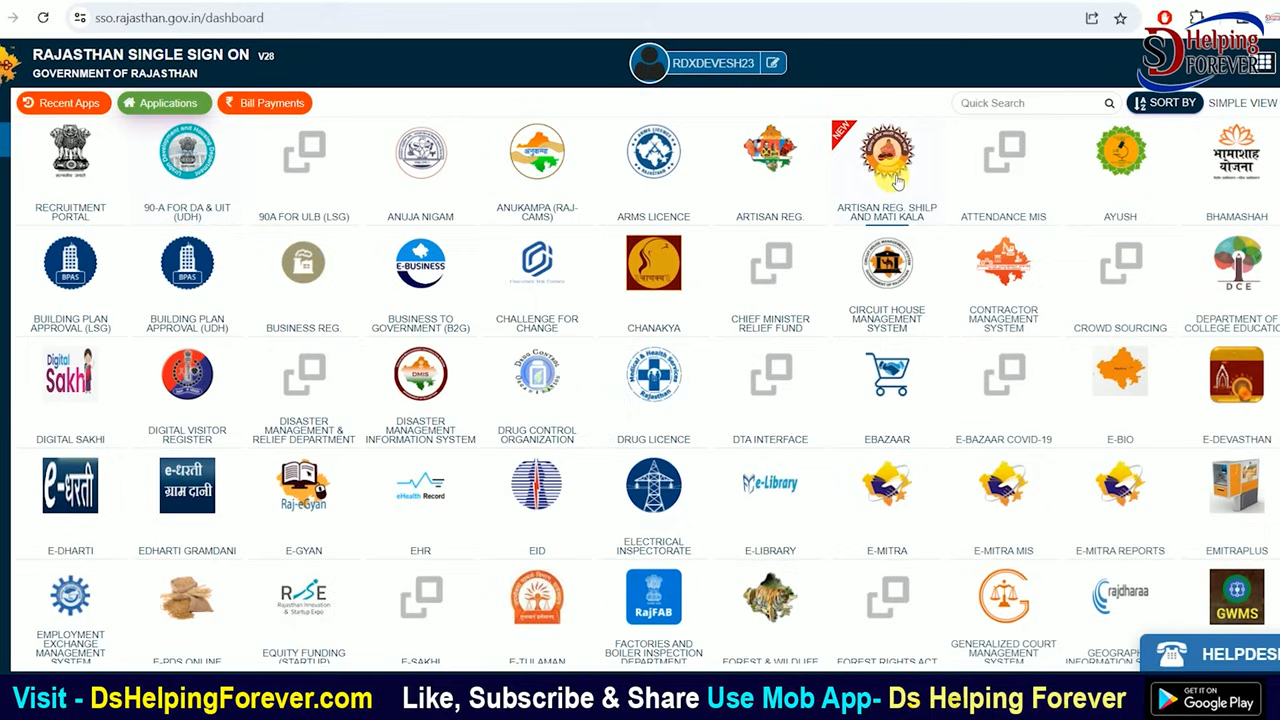 sso.rajasthan.gov.in/dashboard
RAJASTHAN SINGLE SIGN ON V28
GOVERNMENT OF RAJASTHAN
RDXDEVESH23
SD Helping
FOREVER
Recent Apps
Applications
₹ Bill Payments
Quick Search
SORT BY
SIMPLE VIEW
NEW
भामाशाह
योजना
अनुकम्पा
RECRUITMENT
PORTAL
90-A FOR DA & UIT
(UDH)
90A FOR ULB (LSG)
ANUJA NIGAM
ANUKAMPA (RAJ-
CAMS)
ARMS LICENCE
ARTISAN REG.
ARTISAN REG. SHILP
AND MATI KALA
ATTENDANCE MIS
AYUSH
BHAMASHAH
BPAS
BPAS
E-BUSINESS
DCE
BUILDING PLAN
APPROVAL (LSG)
BUILDING PLAN
APPROVAL (UDH)
BUSINESS REG.
BUSINESS TO
GOVERNMENT (B2G)
CHALLENGE FOR
CHANGE
CHANAKYA
CHIEF MINISTER
RELIEF FUND
CIRCUIT HOUSE
MANAGEMENT
SYSTEM
CONTRACTOR
MANAGEMENT
SYSTEM
CROWD SOURCING
DEPARTMENT OF
COLLEGE EDUCATIO
Digital
Sakhi
DMIS
DIGITAL SAKHI
DIGITAL VISITOR
REGISTER
DISASTER
MANAGEMENT &
RELIEF DEPARTMENT
DISASTER
MANAGEMENT
INFORMATION SYSTEM
DRUG CONTROL
ORGANIZATION
DRUG LICENCE
DTA INTERFACE
EBAZAAR
E-BAZAAR COVID-19
E-BIO
E-DEVASTHAN
e-धरती
e-धरती
ग्राम दानी
Raj-eGyan
eHealth Record
e-Library
E-DHARTI
EDHARTI GRAMDANI
E-GYAN
EHR
EID
ELECTRICAL
INSPECTORATE
E-LIBRARY
E-MITRA
E-MITRA MIS
E-MITRA REPORTS
EMITRAPLUS
RISE
Rajasthan Innovation
& Startup Expo
RajFAB
rajdharaa
GWMS
EMPLOYMENT
EXCHANGE
MANAGEMENT
SYSTEM
E-PDS ONLINE
EQUITY FUNDING
(STARTUP)
E-SAKHI
E-TULAMAN
FACTORIES AND
BOILER INSPECTION
DEPARTMENT
FOREST & WILDLIFE
FOREST RIGHTS ACT
GENERALIZED COURT
MANAGEMENT
SYSTEM
GEOGRAPH
INFORMATION S
HELPDES
Visit - DsHelpingForever.com Like, Subscribe & Share Use Mob App- Ds Helping Forever
GET IT ON
Google Play